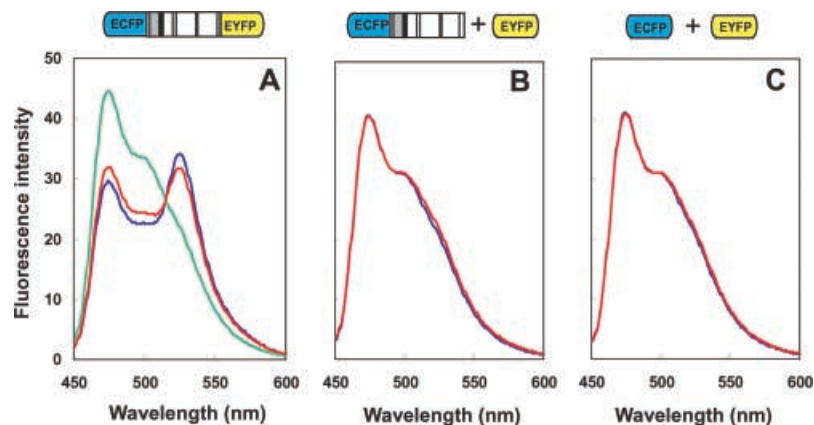 ECFP EYFP ECFP + EYFP ECFP + EYFP
50
40
30
20
10
0
Fluorescence intensity
A B C
450 500 550 600 450 500 550 600 450 500 550 600
Wavelength (nm) Wavelength (nm) Wavelength (nm)